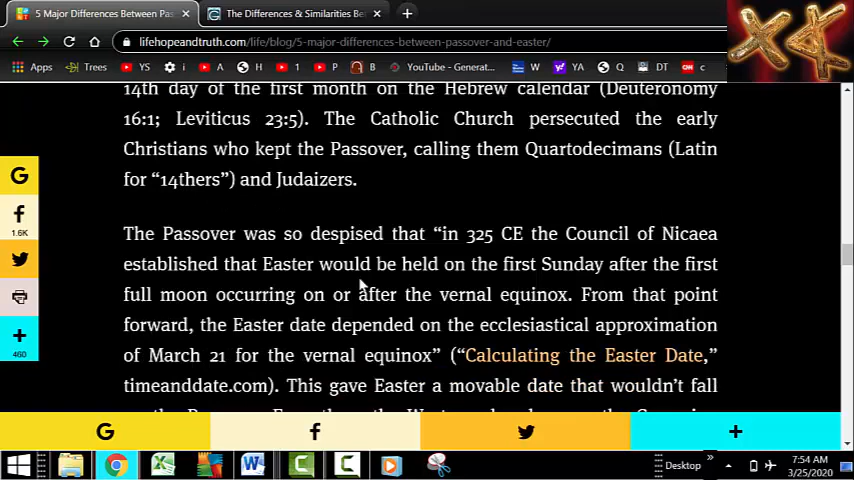 5 Major Differences Between Pas
The Differences & Similarities Be
lifehopeandtruth.com/life/blog/5-major-differences-between-passover-and-easter/
Apps Trees YS A H 1 P B YouTube - Generat... W YA Q DT c
X4
14th day of the first month on the Hebrew calendar (Deuteronomy
16:1; Leviticus 23:5). The Catholic Church persecuted the early
Christians who kept the Passover, calling them Quartodecimans (Latin
for “14thers”) and Judaizers.
The Passover was so despised that “in 325 CE the Council of Nicaea
established that Easter would be held on the first Sunday after the first
full moon occurring on or after the vernal equinox. From that point
forward, the Easter date depended on the ecclesiastical approximation
of March 21 for the vernal equinox” (“Calculating the Easter Date,”
timeanddate.com). This gave Easter a movable date that wouldn’t fall
G
1.6K
460
G
Desktop
7:54 AM
3/25/2020